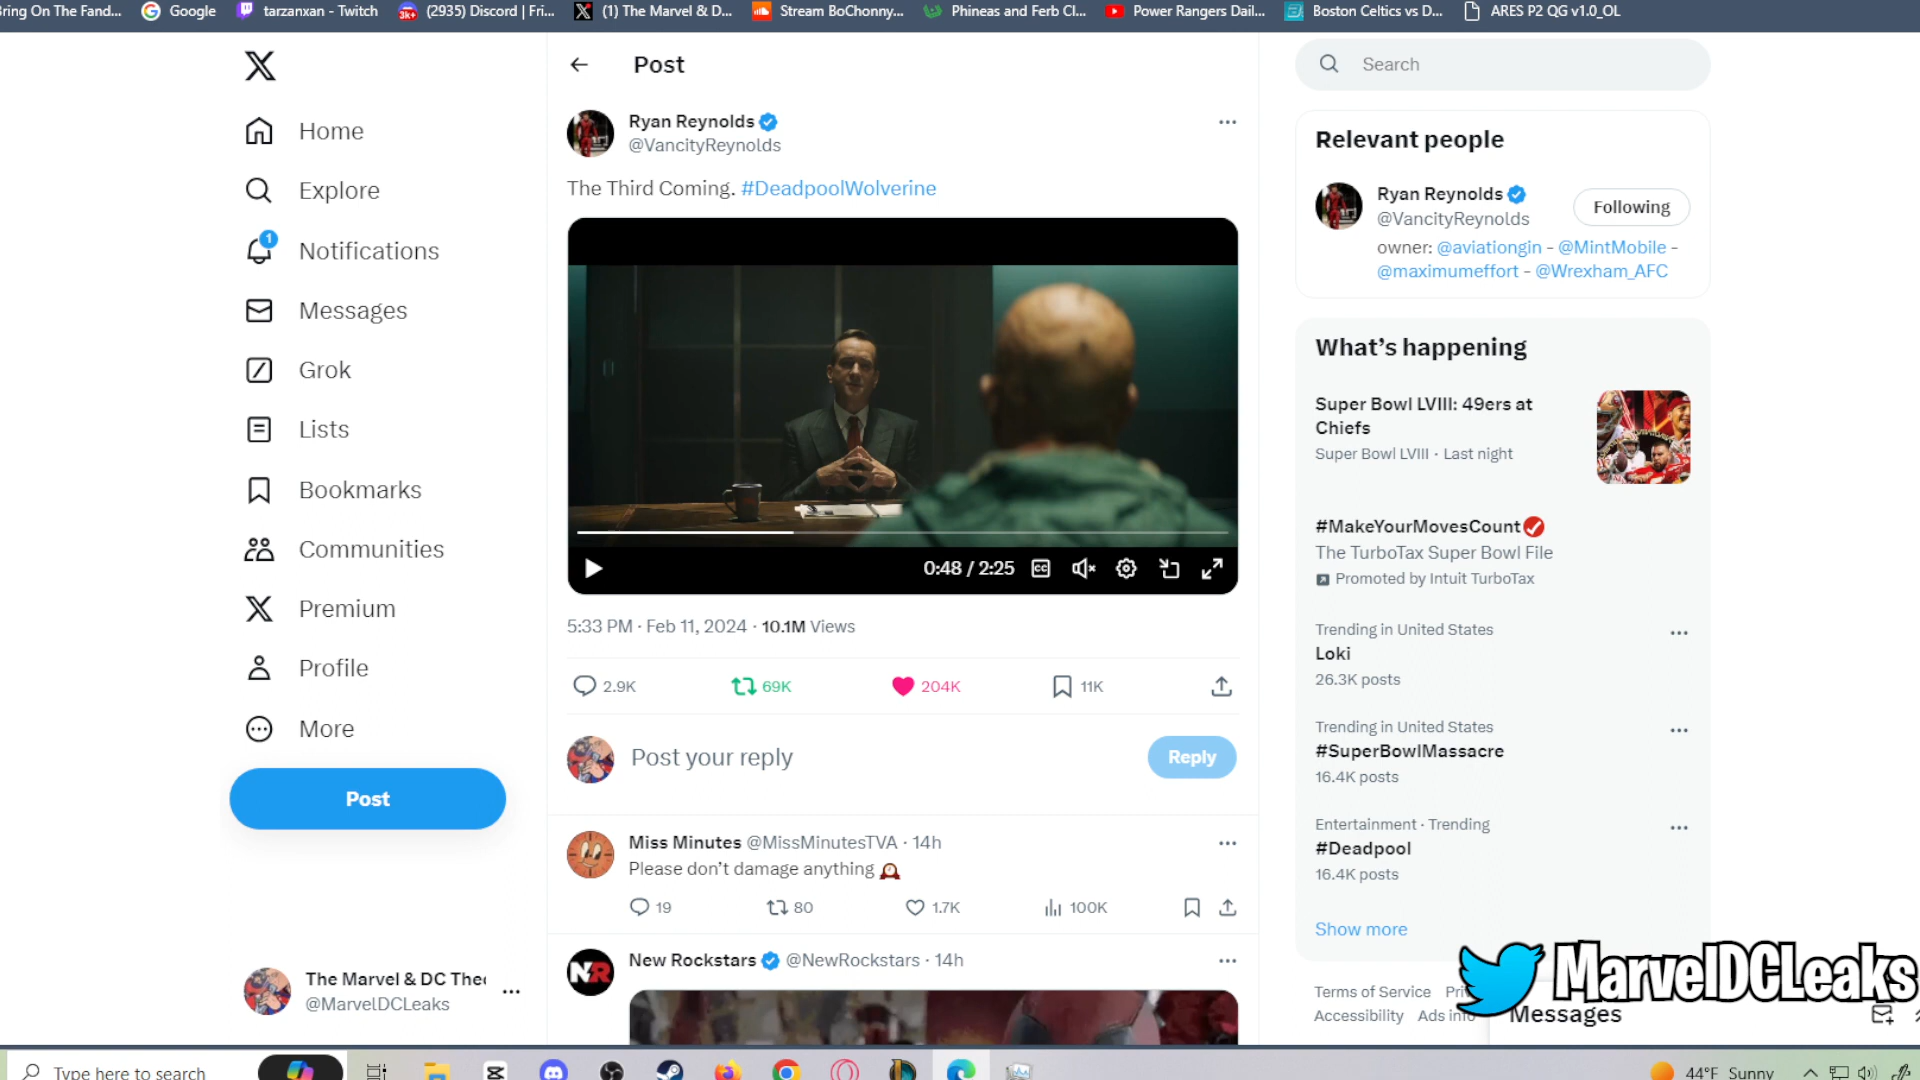 ring On The Fand...
Google
tarzanxan - Twitch
(2935) Discord | Fri...
(1) The Marvel & D...
Stream BoChonny...
Phineas and Ferb Cl...
Power Rangers Dail...
Boston Celtics vs D...
ARES P2 QG v1.0_OL
Home
Explore
1
Notifications
Messages
Grok
Lists
Bookmarks
Communities
Premium
Profile
More
Post
The Marvel & DC Theo
@MarvelDCLeaks
Post
Ryan Reynolds
@VancityReynolds
The Third Coming. #DeadpoolWolverine
0:48 / 2:25
CC
5:33 PM · Feb 11, 2024 · 10.1M Views
2.9K 69K 204K 11K
Post your reply
Reply
Miss Minutes @MissMinutesTVA · 14h
Please don’t damage anything
19 80 1.7K 100K
NR
New Rockstars @NewRockstars · 14h
Search
Relevant people
Ryan Reynolds
@VancityReynolds
Following
owner: @aviationgin - @MintMobile -
@maximumeffort - @Wrexham_AFC
What’s happening
Super Bowl LVIII: 49ers at
Chiefs
Super Bowl LVIII · Last night
#MakeYourMovesCount
The TurboTax Super Bowl File
Promoted by Intuit TurboTax
Trending in United States
Loki
26.3K posts
Trending in United States
#SuperBowlMassacre
16.4K posts
Entertainment · Trending
#Deadpool
16.4K posts
Show more
MarvelDCLeaks
Terms of Service
Accessibility Ads info
Messages
Type here to search
44°F Sunny